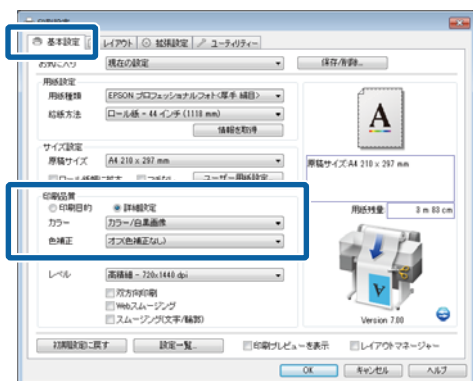 基本設定
レイアウト
拡張設定
ユーティリティー
お気に入り
現在の設定
保存/削除...
用紙設定
用紙種類
EPSON プロフェッショナルフォト<厚手 絹目>
給紙方法
ロール紙 - 44 インチ (1118 mm)
情報を取得
サイズ設定
原稿サイズ
A4 210 x 297 mm
ユーザー用紙設定
A
原稿サイズ:A4 210 x 297 mm
印刷品質
印刷目的
詳細設定
用紙残量
3 m 83 cm
カラー
カラー/白黒画像
色補正
オフ(色補正なし)
レベル
高精細 - 720x1440 dpi
双方向印刷
Webスムージング
スムージング(文字/輪郭)
A
Version 7.00
初期設定に戻す
設定一覧...
印刷プレビューを表示
レイアウトマネージャー
OK
キャンセル
ヘルプ